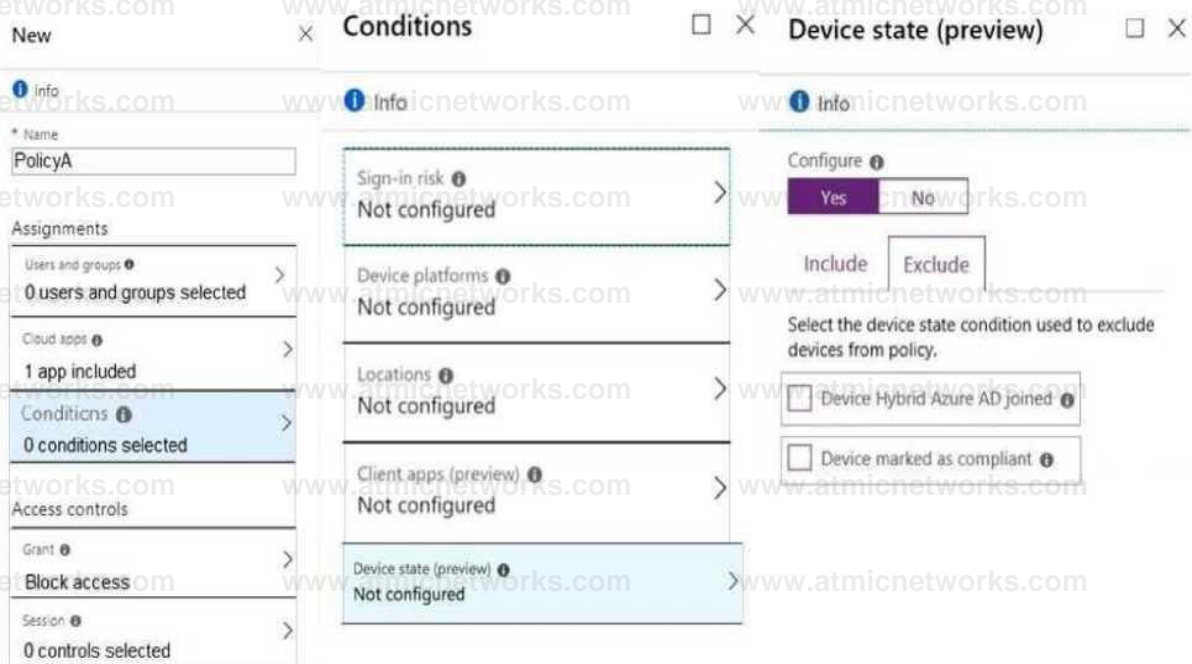 New
Info
* Name
PolicyA
Assignments
Users and groups
0 users and groups selected
Cloud apps
1 app included
Conditions
0 conditions selected
Access controls
Grant
Block access
Session
0 controls selected
Conditions
Info
Sign-in risk
Not configured
Device platforms
Not configured
Locations
Not configured
Client apps (preview)
Not configured
Device state (preview)
Not configured
Device state (preview)
Info
Configure
Yes No
Include Exclude
Select the device state condition used to exclude
devices from policy.
Device Hybrid Azure AD joined
Device marked as compliant
www.atmicnetworks.com